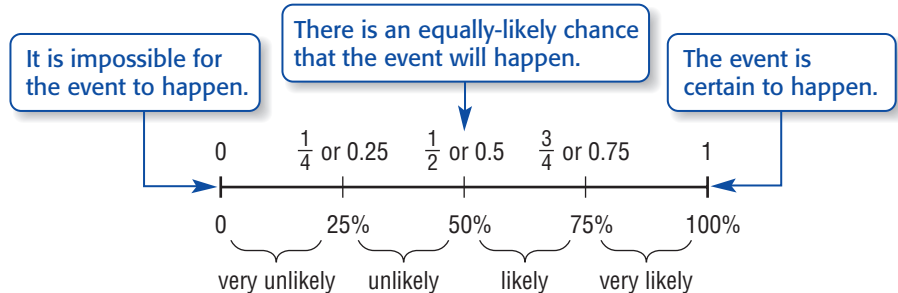 There is an equally-likely chance
that the event will happen.
It is impossible for
the event to happen.
The event is
certain to happen.
0 1/4 or 0.25 1/2 or 0.5 3/4 or 0.75 1
0 25% 50% 75% 100%
very unlikely unlikely likely very likely